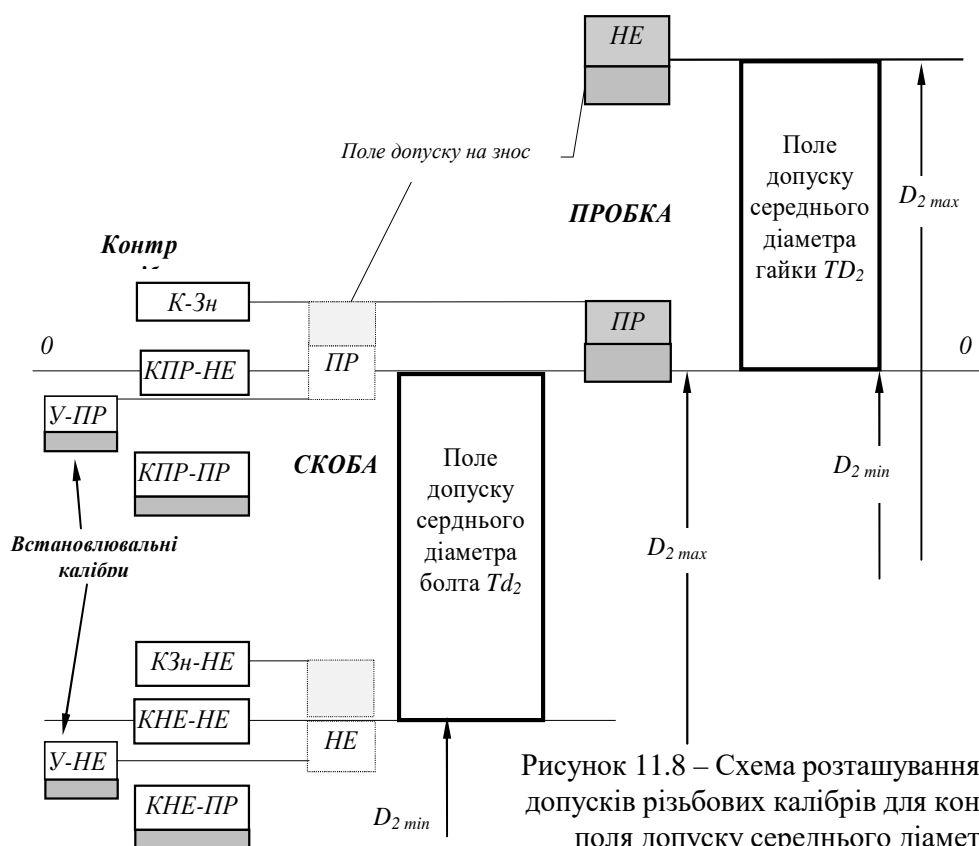 НЕ
Поле допуску на знос
Поле
допуску
середнього
діаметра
гайки TD2
D2 max
ПРОБКА
Контр
К-Зн
ПР
0
0
КПР-НЕ
ПР
У-ПР
КПР-ПР
СКОБА
Поле
допуску
серднього
діаметра
болта Td2
D2 min
D2 max
Встановлювальні
калібри
КЗн-НЕ
КНЕ-НЕ
НЕ
У-НЕ
КНЕ-ПР
D2 min
Рисунок 11.8 – Схема розташування
допусків різьбових калібрів для кон
поля допуску середнього діамет